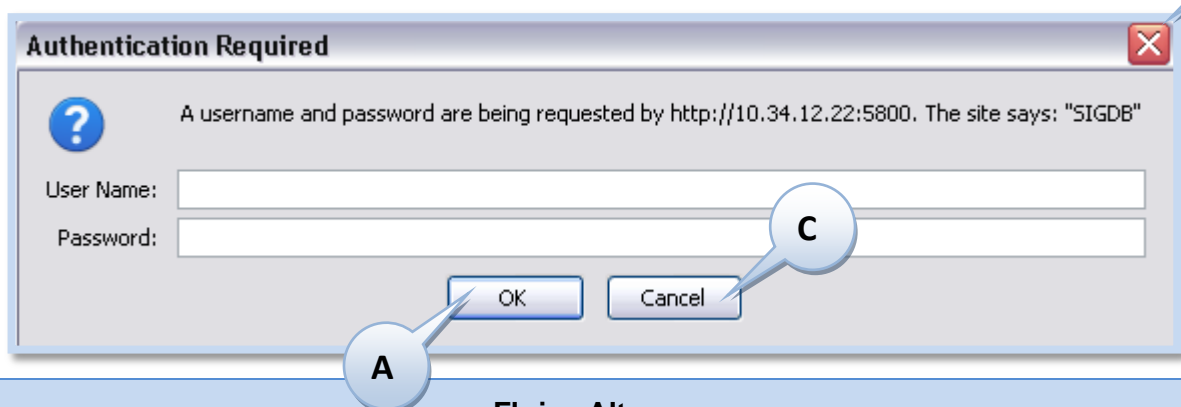 Authentication Required
A username and password are being requested by http://10.34.12.22:5800. The site says: "SIGDB"
User Name:
Password:
C
OK Cancel
A